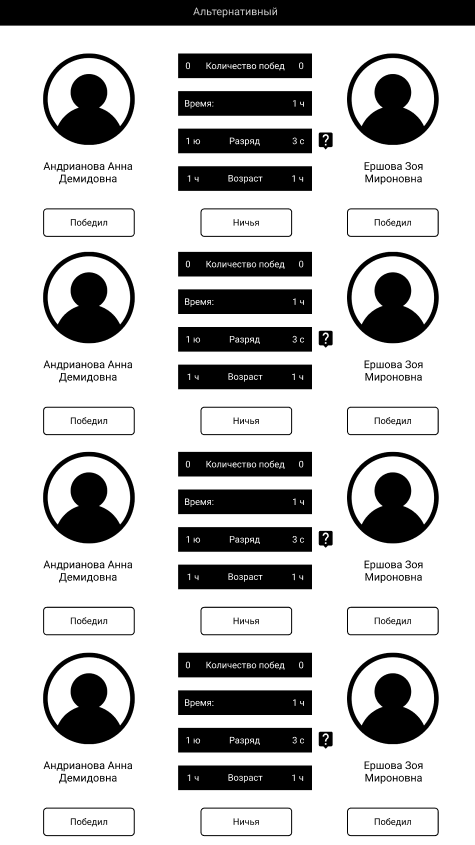 Альтернативный
0 Количество побед 0
Время: 1 ч
1 ю Разряд 3 с ?
1 ч Возраст 1 ч
Андрианова Анна
Демидовна
Ершова Зоя
Мироновна
Победил Ничья Победил
0 Количество побед 0
Время: 1 ч
1 ю Разряд 3 с ?
1 ч Возраст 1 ч
Андрианова Анна
Демидовна
Ершова Зоя
Мироновна
Победил Ничья Победил
0 Количество побед 0
Время: 1 ч
1 ю Разряд 3 с ?
1 ч Возраст 1 ч
Андрианова Анна
Демидовна
Ершова Зоя
Мироновна
Победил Ничья Победил
0 Количество побед 0
Время: 1 ч
1 ю Разряд 3 с ?
1 ч Возраст 1 ч
Андрианова Анна
Демидовна
Ершова Зоя
Мироновна
Победил Ничья Победил